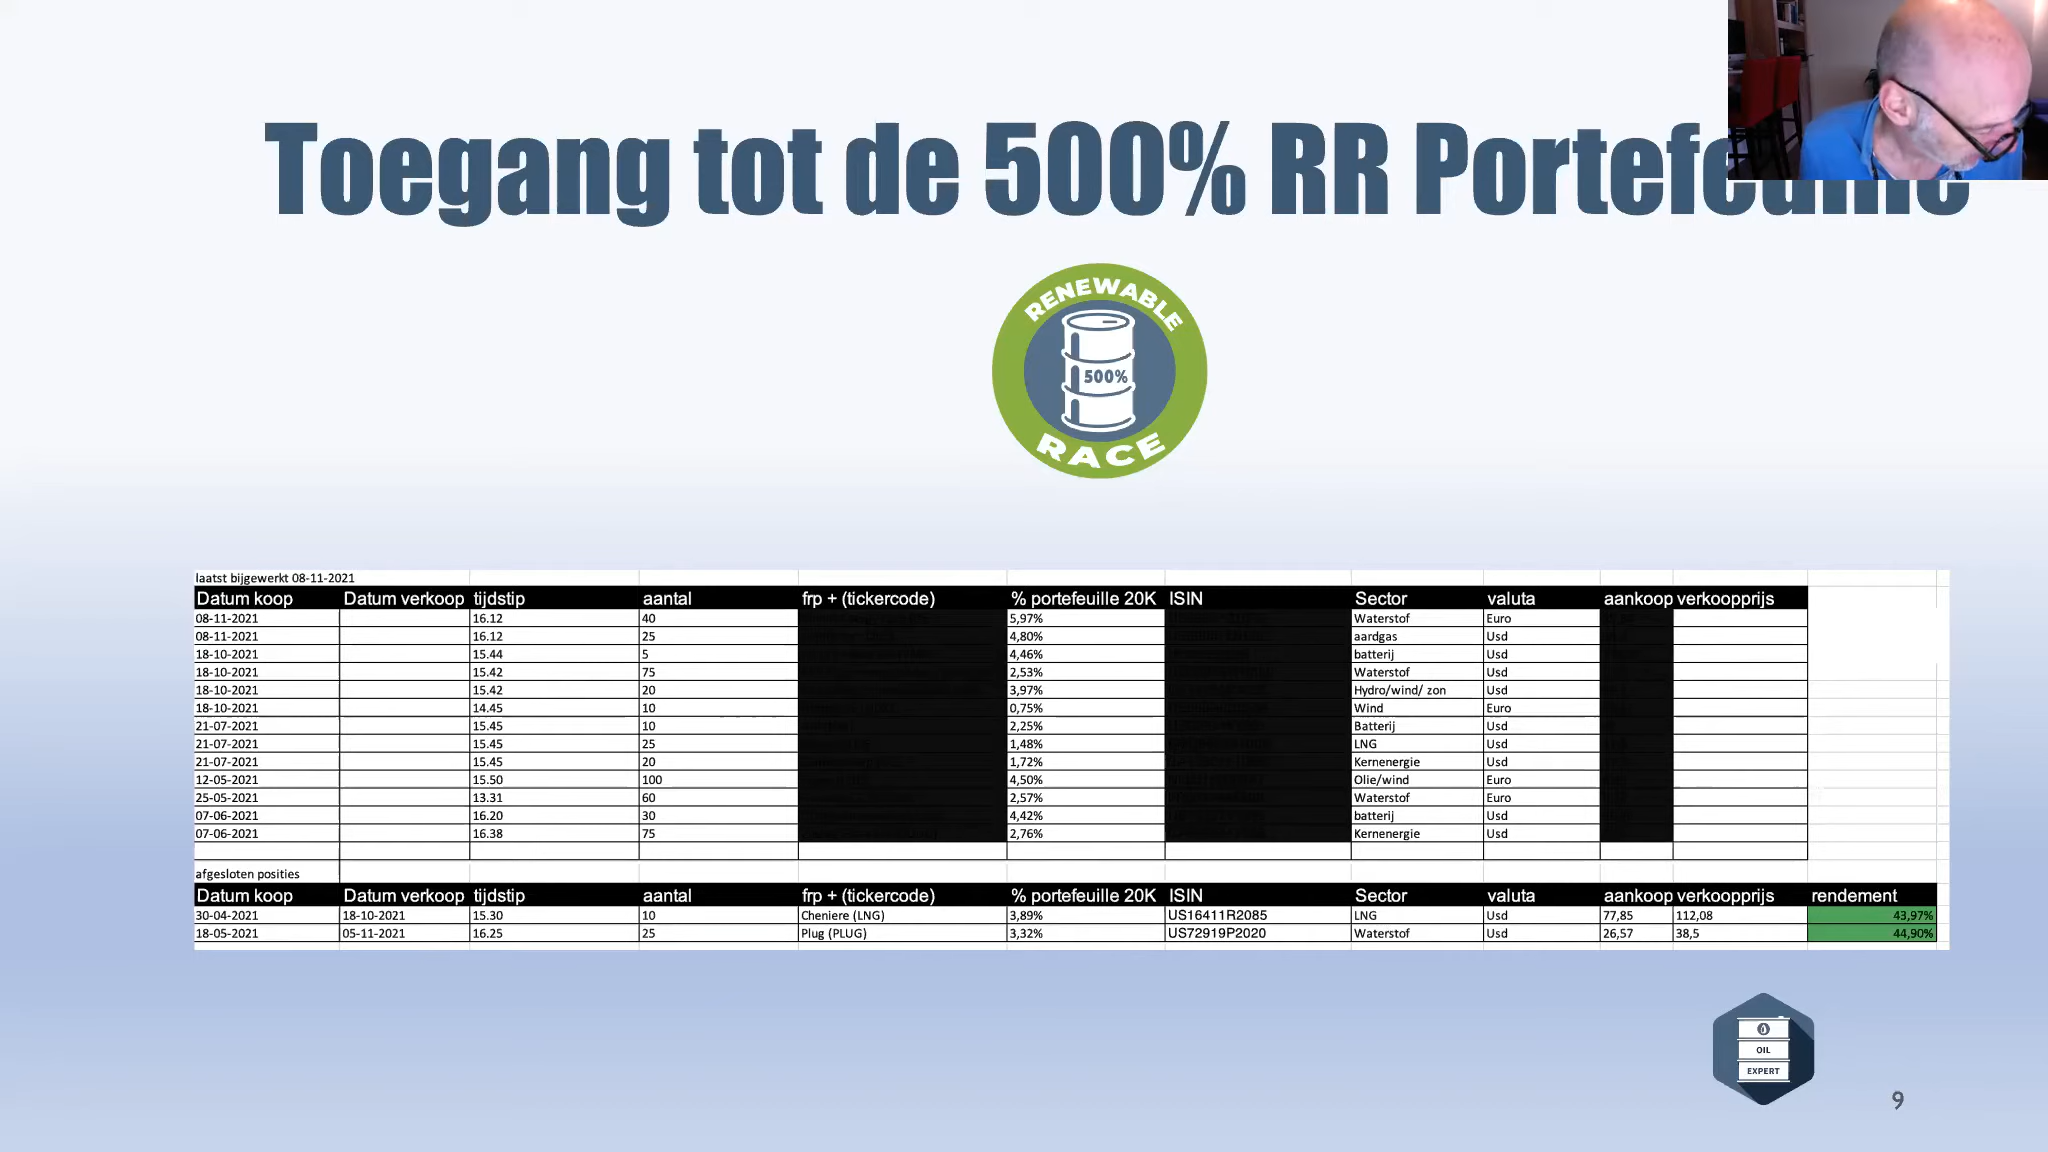 Toegang tot de 500% RR
RENEWABLE
500%
RACE
laatst bijgewerkt 08-11-2021
Datum koop Datum verkoop tijdstip aantal frp + (tickercode) % portefeuille 20K ISIN Sector valuta aankoop verkoopprijs
08-11-2021 16.12 40 5,97% Waterstof Euro
08-11-2021 16.12 25 4,80% aardgas Usd
18-10-2021 15.44 5 4,46% batterij Usd
18-10-2021 15.42 75 2,53% Waterstof Usd
18-10-2021 15.42 20 3,97% Hydro/wind/ zon Usd
18-10-2021 14.45 10 0,75% Wind Euro
21-07-2021 15.45 10 2,25% Batterij Usd
21-07-2021 15.45 25 1,48% LNG Usd
21-07-2021 15.45 20 1,72% Kernenergie Usd
12-05-2021 15.50 100 4,50% Olie/wind Euro
25-05-2021 13.31 60 2,57% Waterstof Euro
07-06-2021 16.20 30 4,42% batterij Usd
07-06-2021 16.38 75 2,76% Kernenergie Usd
afgesloten posities
Datum koop Datum verkoop tijdstip aantal frp + (tickercode) % portefeuille 20K ISIN Sector valuta aankoop verkoopprijs rendement
30-04-2021 18-10-2021 15.30 10 Cheniere (LNG) 3,89% US16411R2085 LNG Usd 77,85 112,08 43,97%
18-05-2021 05-11-2021 16.25 25 Plug (PLUG) 3,32% US72919P2020 Waterstof Usd 26,57 38,5 44,90%
OIL
EXPERT
9